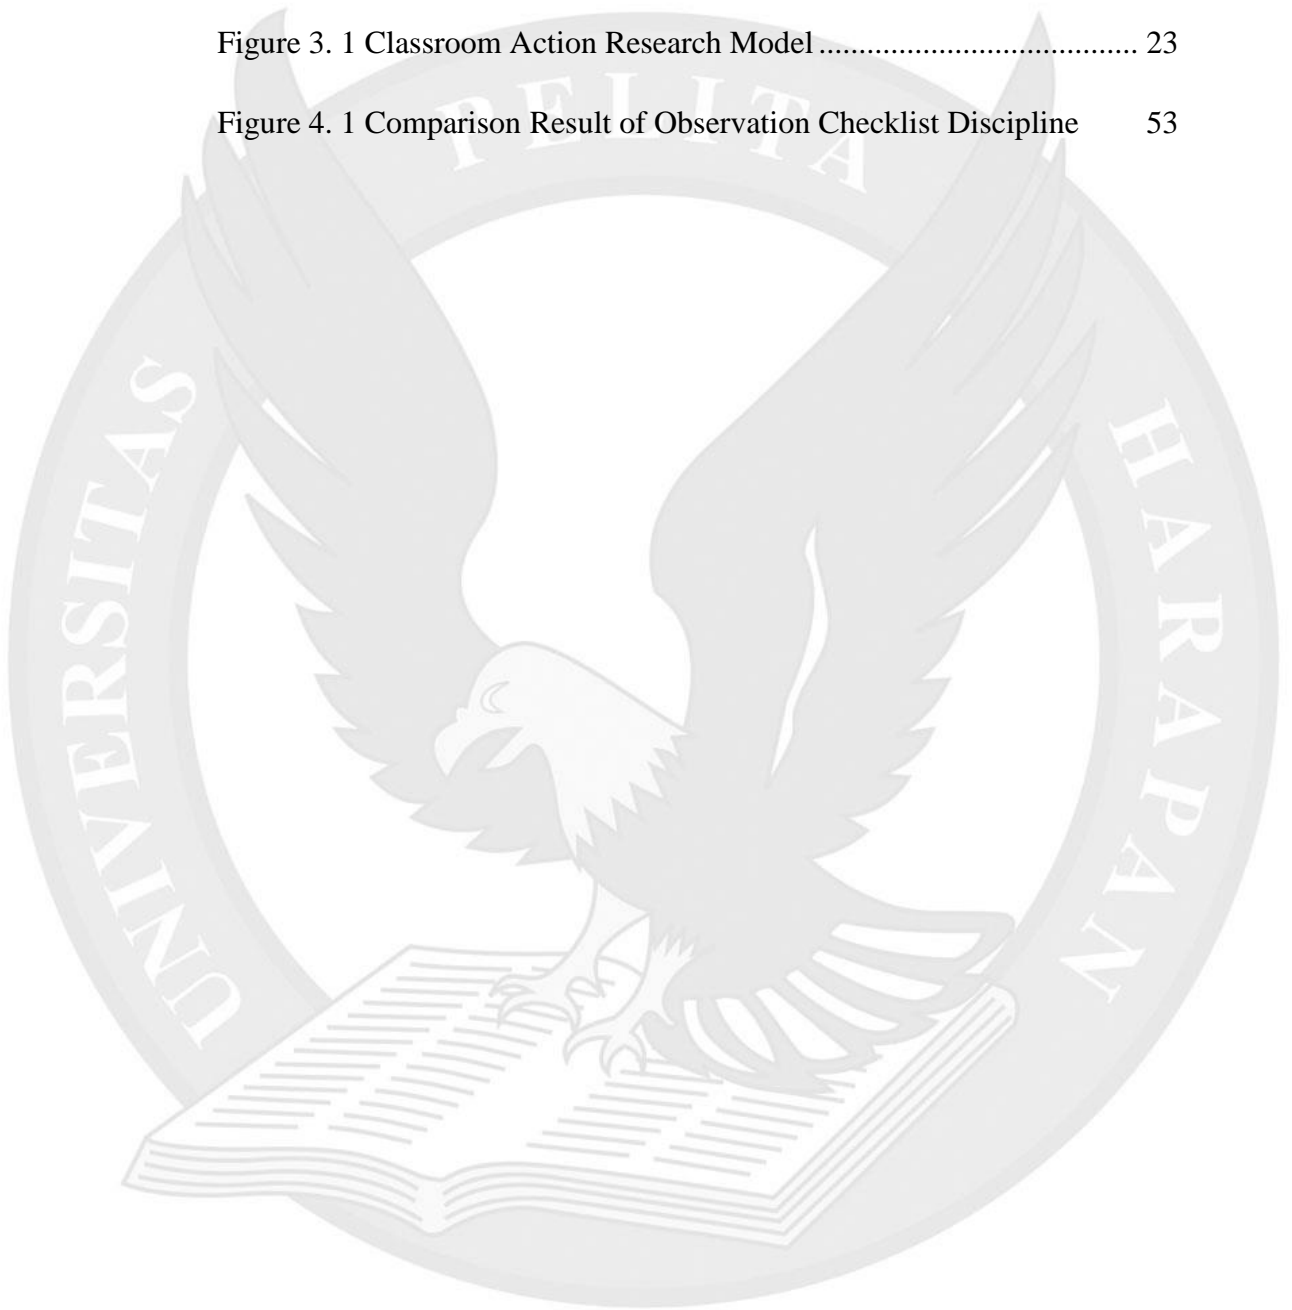 Figure 3. 1 Classroom Action Research Model ........................................ 23
Figure 4. 1 Comparison Result of Observation Checklist Discipline 53
UNIVERSITAS PELITA HARAPAN